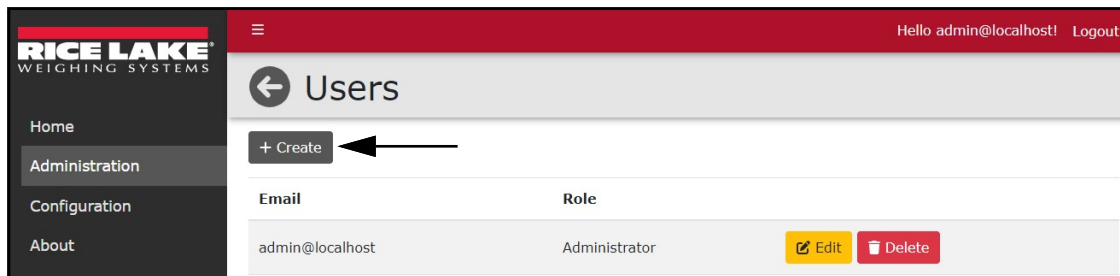 RICE LAKE®
WEIGHING SYSTEMS
Hello admin@localhost! Logout
Users
Home
Administration
Configuration
About
+ Create
Email Role
admin@localhost Administrator Edit Delete